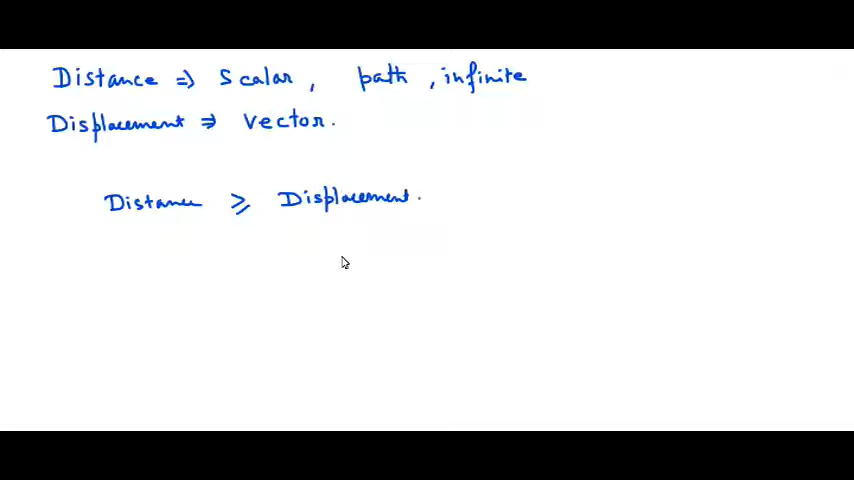 Distance ⇒ Scalar, path, infinite
Displacement ⇒ Vector.
Distance ⩾ Displacement.